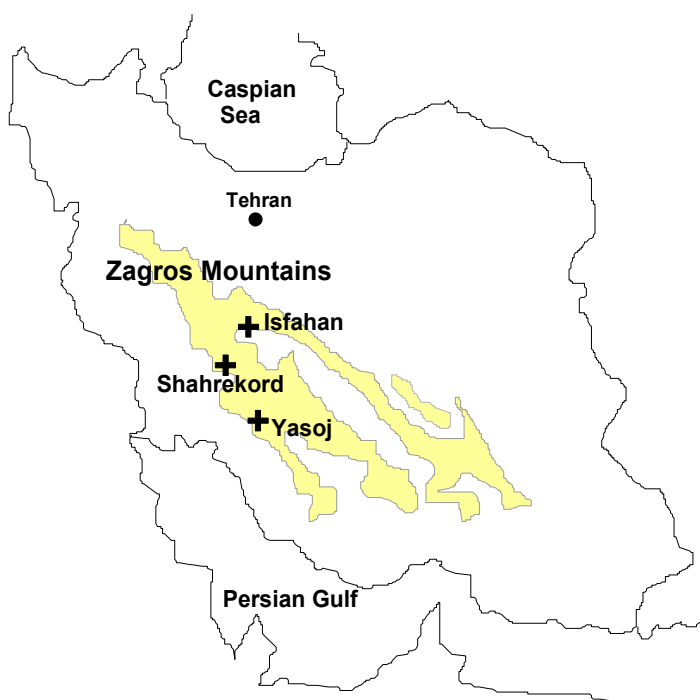 Caspian
Sea
Tehran
Zagros Mountains
Isfahan
Shahrekord
Yasoj
Persian Gulf